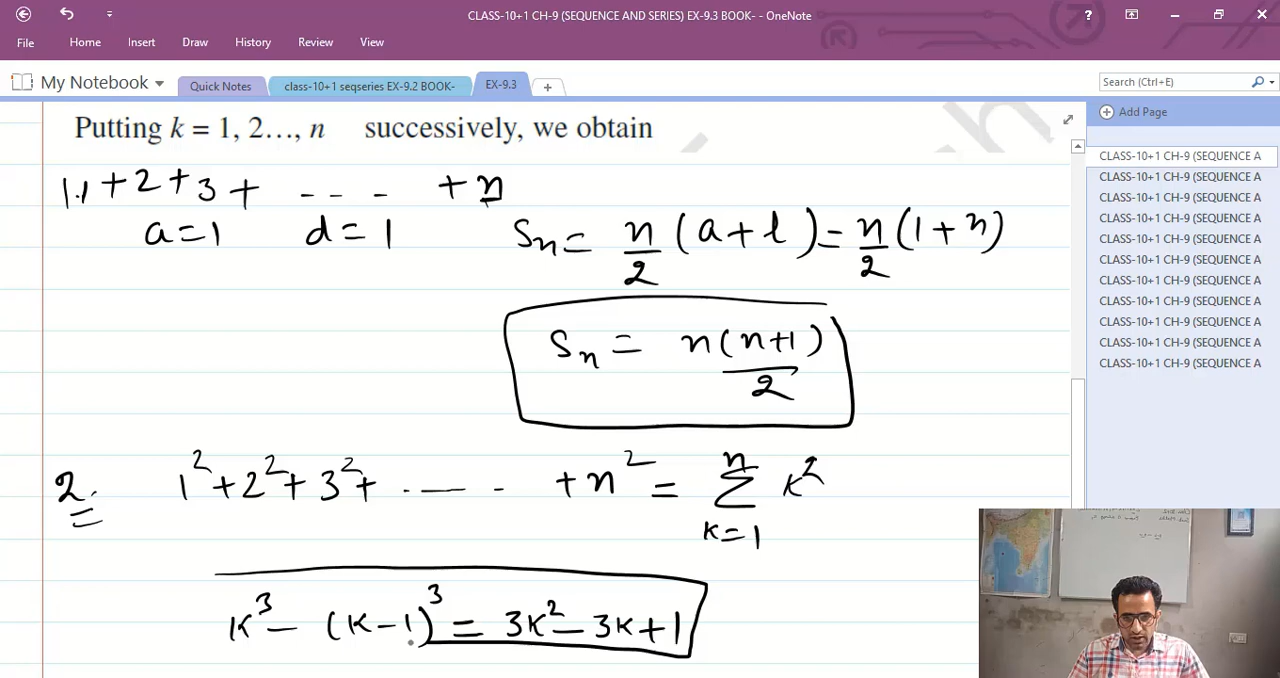 CLASS-10+1 CH-9 (SEQUENCE AND SERIES) EX-9.3 BOOK- - OneNote
File Home Insert Draw History Review View
My Notebook Quick Notes class-10+1 seqseries EX-9.2 BOOK- EX-9.3 + Search (Ctrl+E)
Add Page
Putting k = 1, 2…, n successively, we obtain
1. 1 + 2 + 3 + - - - + n
a = 1 d = 1 Sn = n/2 (a + l) = n/2 (1 + n)
Sn = n(n+1)/2
2. 1² + 2² + 3² + . — - + n² = ∑ k² n k=1
k³ - (k-1)³ = 3k² - 3k + 1
CLASS-10+1 CH-9 (SEQUENCE A
CLASS-10+1 CH-9 (SEQUENCE A
CLASS-10+1 CH-9 (SEQUENCE A
CLASS-10+1 CH-9 (SEQUENCE A
CLASS-10+1 CH-9 (SEQUENCE A
CLASS-10+1 CH-9 (SEQUENCE A
CLASS-10+1 CH-9 (SEQUENCE A
CLASS-10+1 CH-9 (SEQUENCE A
CLASS-10+1 CH-9 (SEQUENCE A
CLASS-10+1 CH-9 (SEQUENCE A
CLASS-10+1 CH-9 (SEQUENCE A